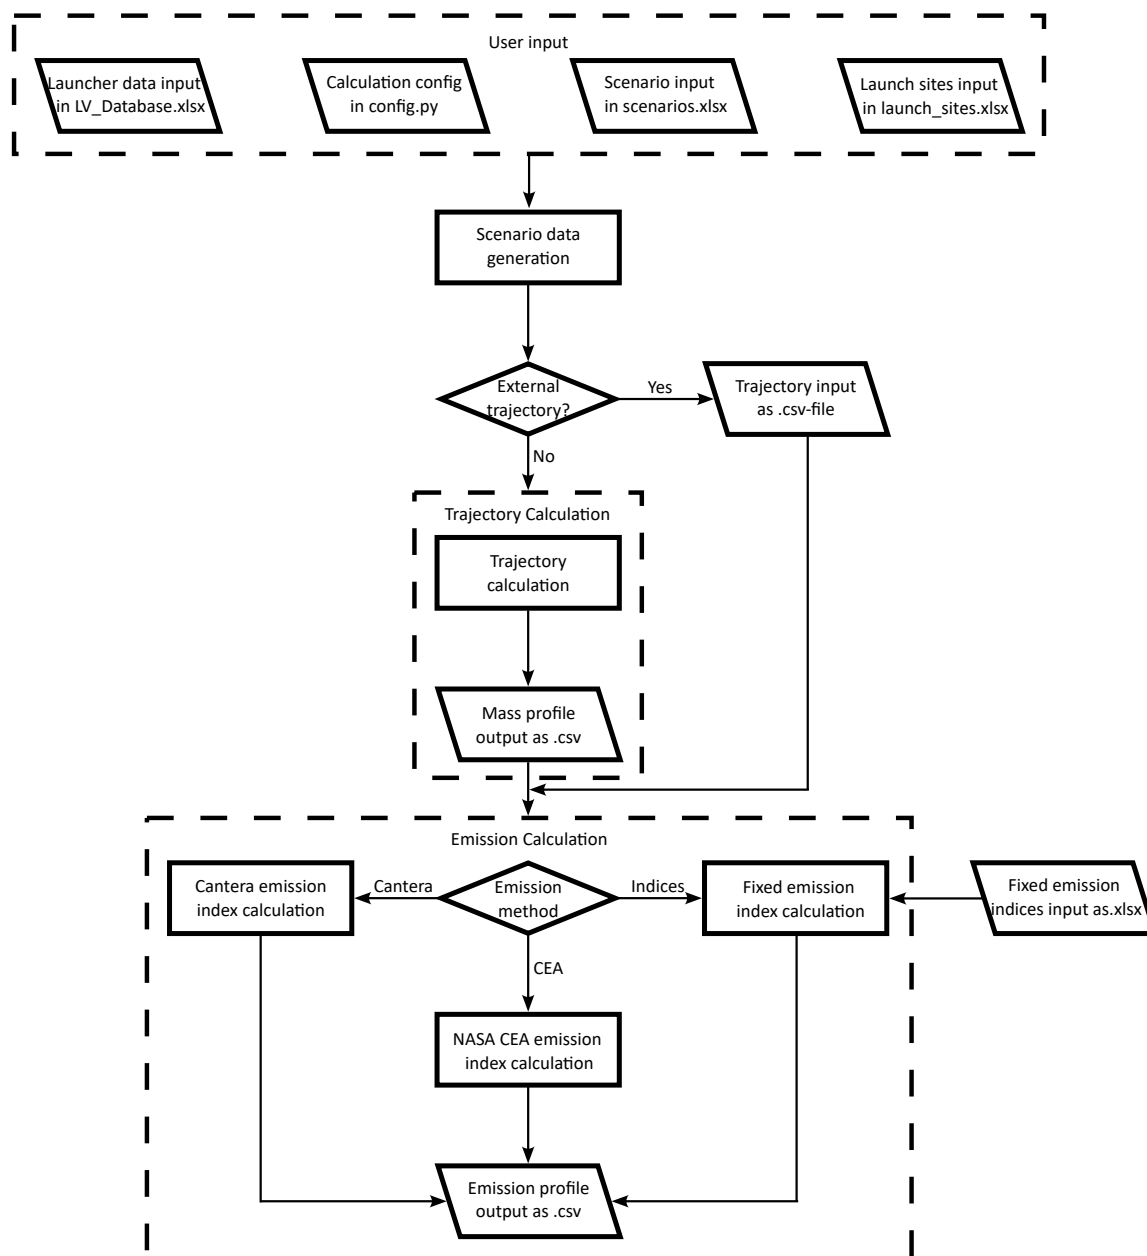 User input
Launcher data input
in LV_Database.xlsx
Calculation config
in config.py
Scenario input
in scenarios.xlsx
Launch sites input
in launch_sites.xlsx
Scenario data
generation
External
trajectory?
Yes
Trajectory input
as .csv-file
No
Trajectory Calculation
Trajectory
calculation
Mass profile
output as .csv
Emission Calculation
Cantera emission
index calculation
Cantera
Emission
method
Indices
Fixed emission
index calculation
Fixed emission
indices input as.xlsx
CEA
NASA CEA emission
index calculation
Emission profile
output as .csv